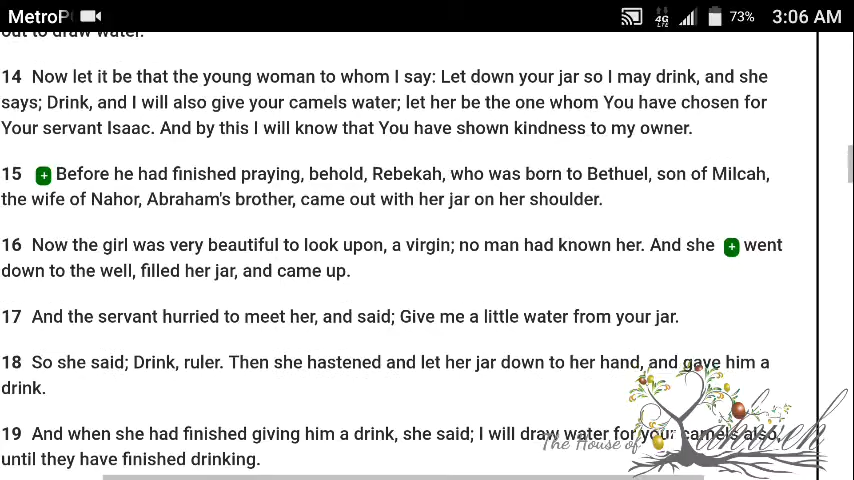 MetroP
4G
LTE
73%
3:06 AM
out to draw water.
14 Now let it be that the young woman to whom I say: Let down your jar so I may drink, and she
says; Drink, and I will also give your camels water; let her be the one whom You have chosen for
Your servant Isaac. And by this I will know that You have shown kindness to my owner.
15 + Before he had finished praying, behold, Rebekah, who was born to Bethuel, son of Milcah,
the wife of Nahor, Abraham's brother, came out with her jar on her shoulder.
16 Now the girl was very beautiful to look upon, a virgin; no man had known her. And she + went
down to the well, filled her jar, and came up.
17 And the servant hurried to meet her, and said; Give me a little water from your jar.
18 So she said; Drink, ruler. Then she hastened and let her jar down to her hand, and gave him a
drink.
19 And when she had finished giving him a drink, she said; I will draw water for your camels also,
until they have finished drinking.
The House of Yahweh